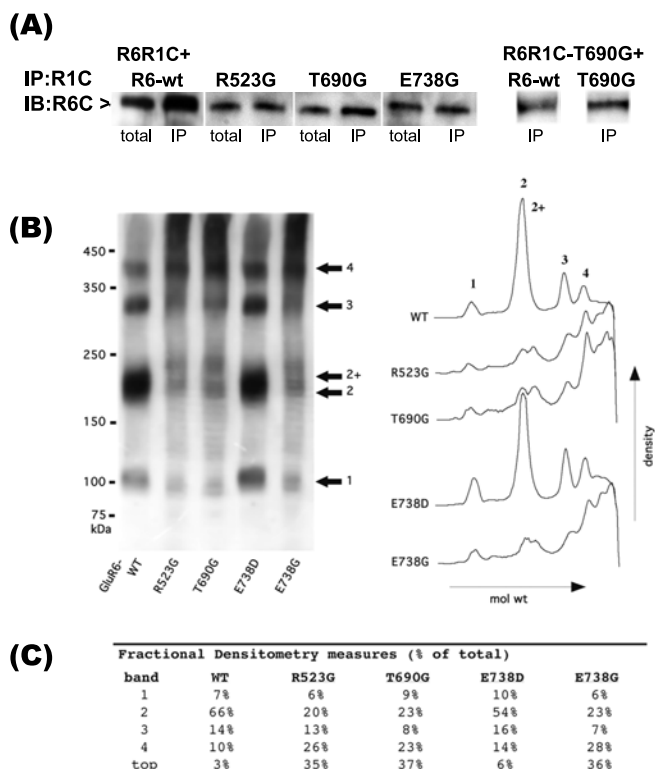 (A)
R6R1C+ R6R1C-T690G+
IP:R1C R6-wt R523G T690G E738G R6-wt T690G
IB:R6C >
total IP total IP total IP total IP IP IP
(B)
450
350
250
150
100
75
kDa
4
3
2+
2
1
GluR6- WT R523G T690G E738D E738G
2
2+
3
1 4
WT
R523G
T690G
E738D
E738G
density
mol wt
(C)
Fractional Densitometry measures (% of total)
band WT R523G T690G E738D E738G
1 7% 6% 9% 10% 6%
2 66% 20% 23% 54% 23%
3 14% 13% 8% 16% 7%
4 10% 26% 23% 14% 28%
top 3% 35% 37% 6% 36%